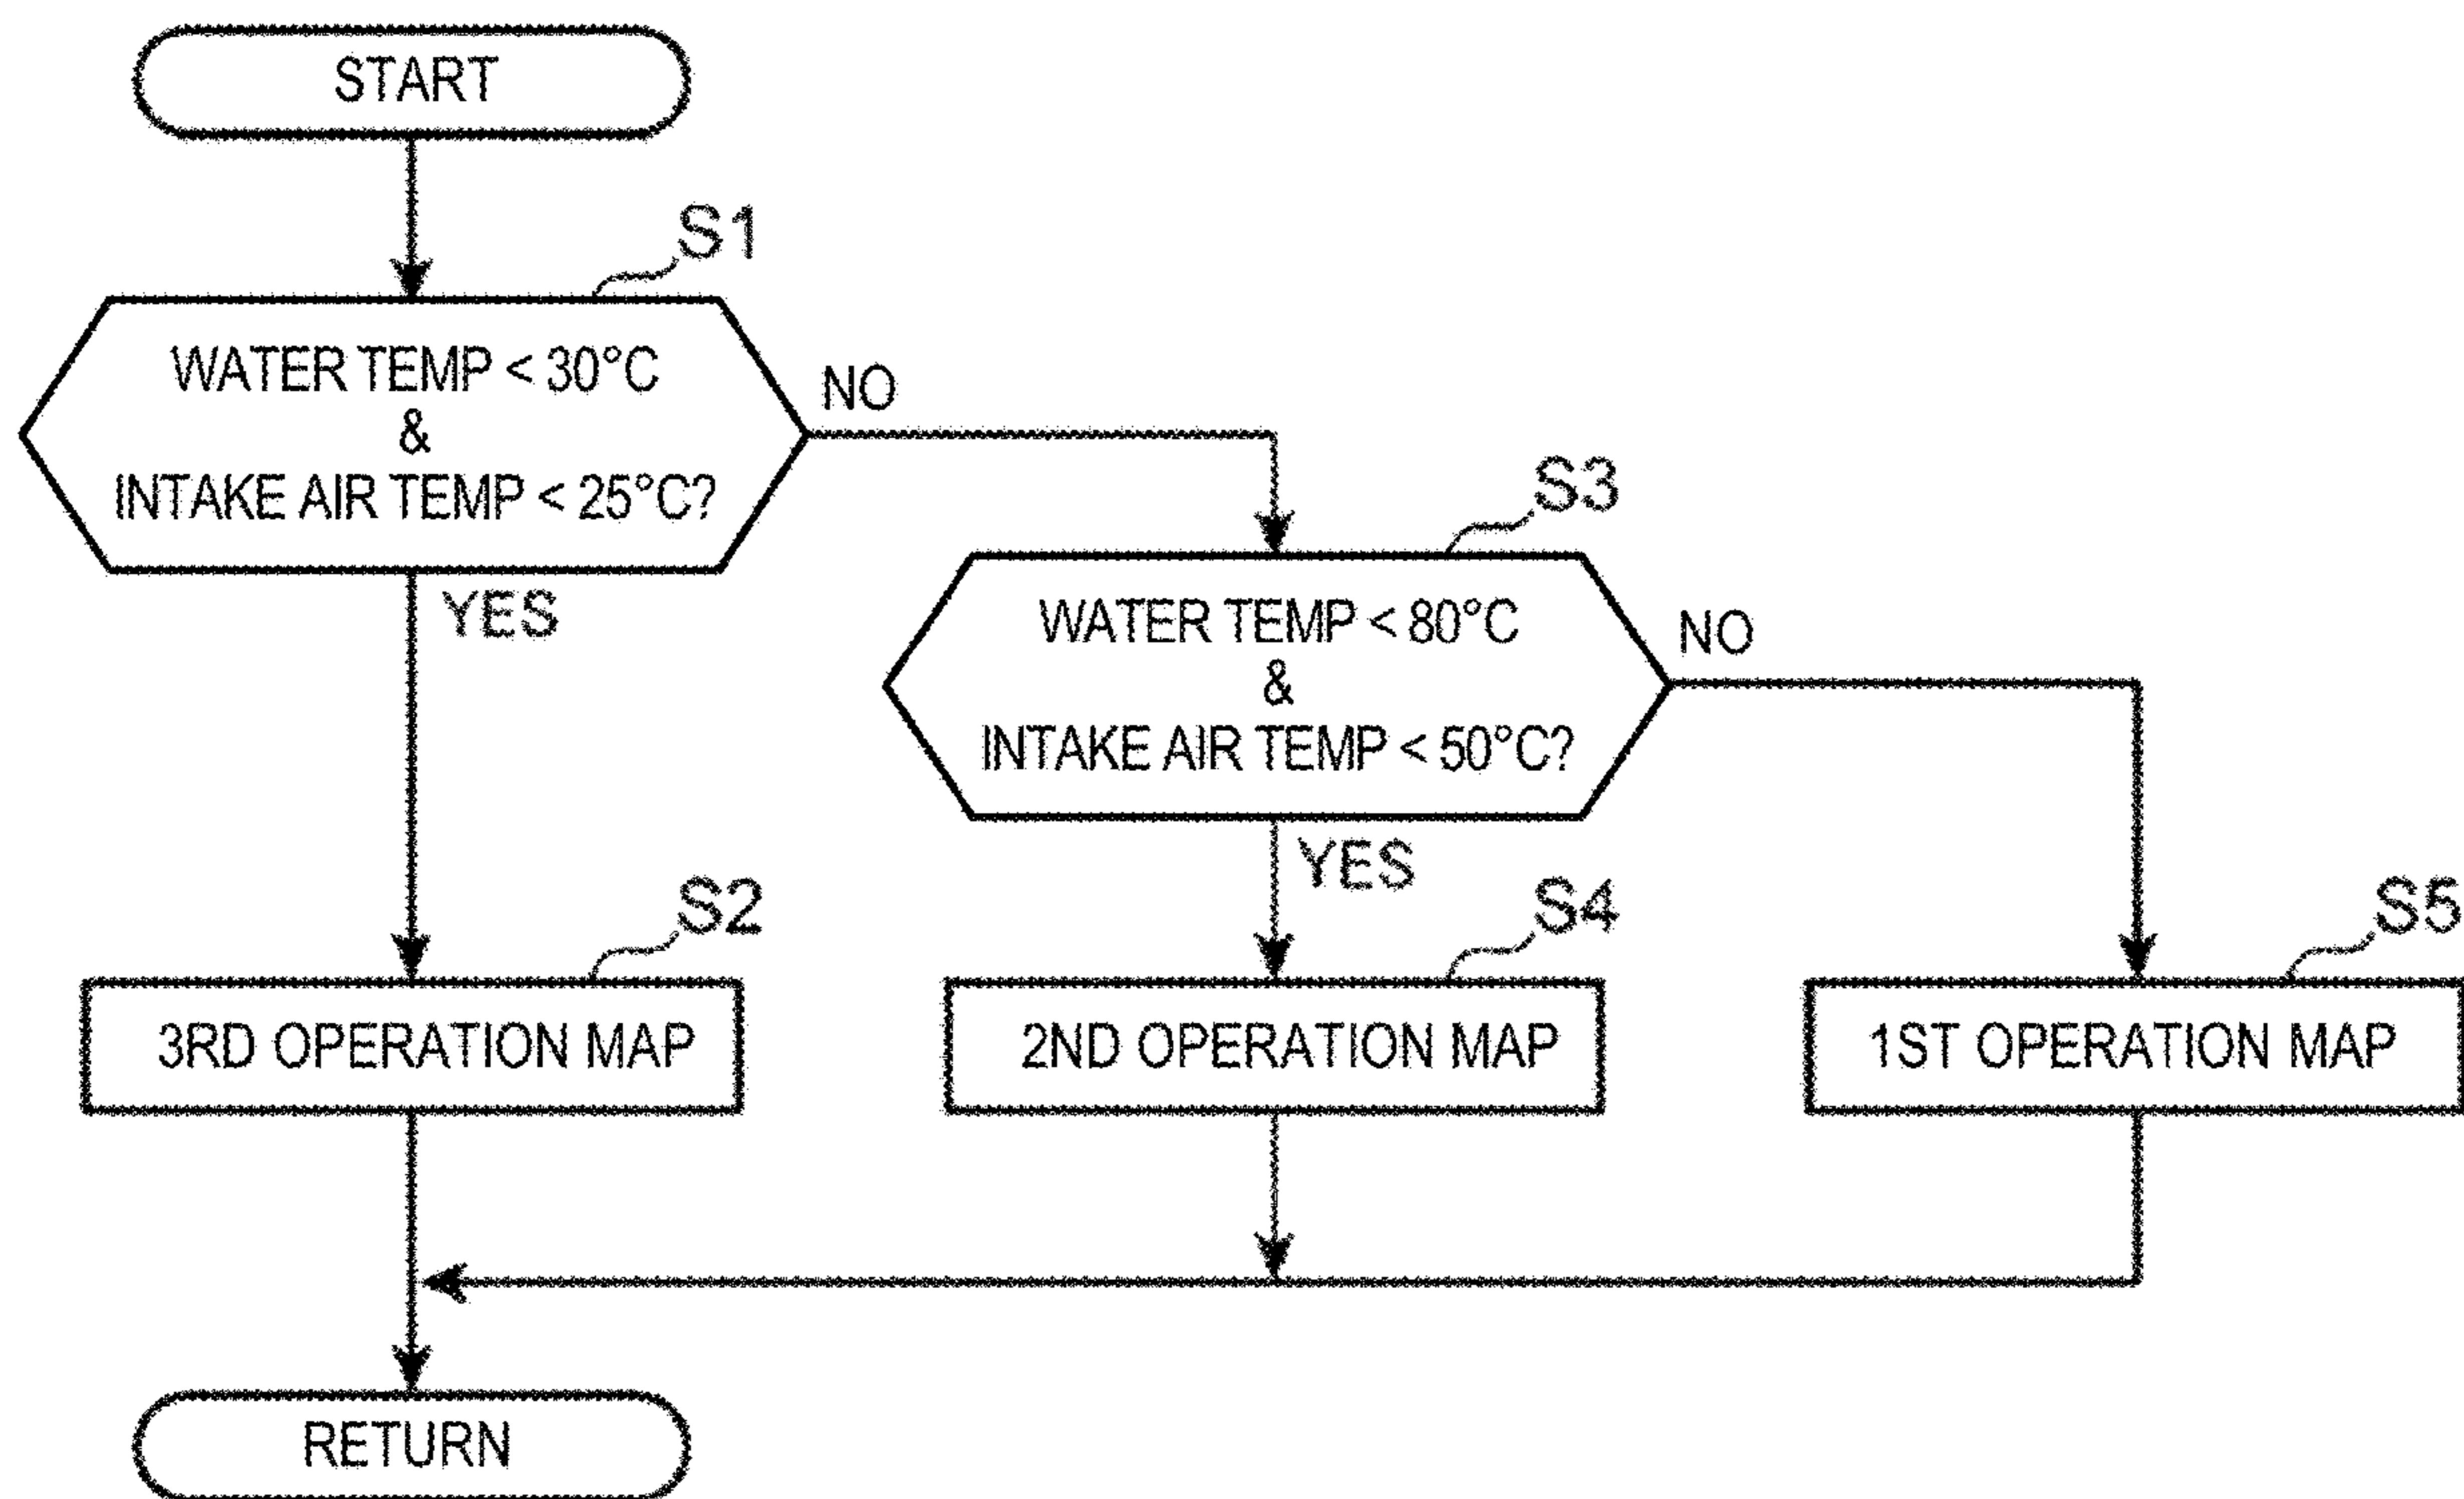 START
S1
WATER TEMP < 30°C
&
INTAKE AIR TEMP < 25°C?
NO
YES
S3
WATER TEMP < 80°C
&
INTAKE AIR TEMP < 50°C?
NO
YES
S2
3RD OPERATION MAP
S4
2ND OPERATION MAP
S5
1ST OPERATION MAP
RETURN